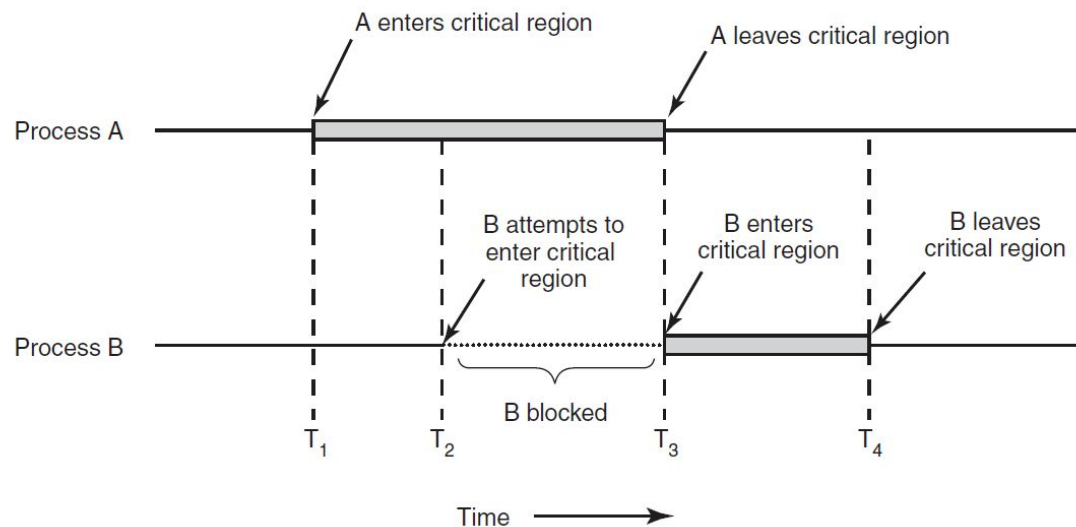 A enters critical region
A leaves critical region
Process A
B attempts to
enter critical
region
B enters
critical region
B leaves
critical region
Process B
B blocked
T₁
T₂
T₃
T₄
Time